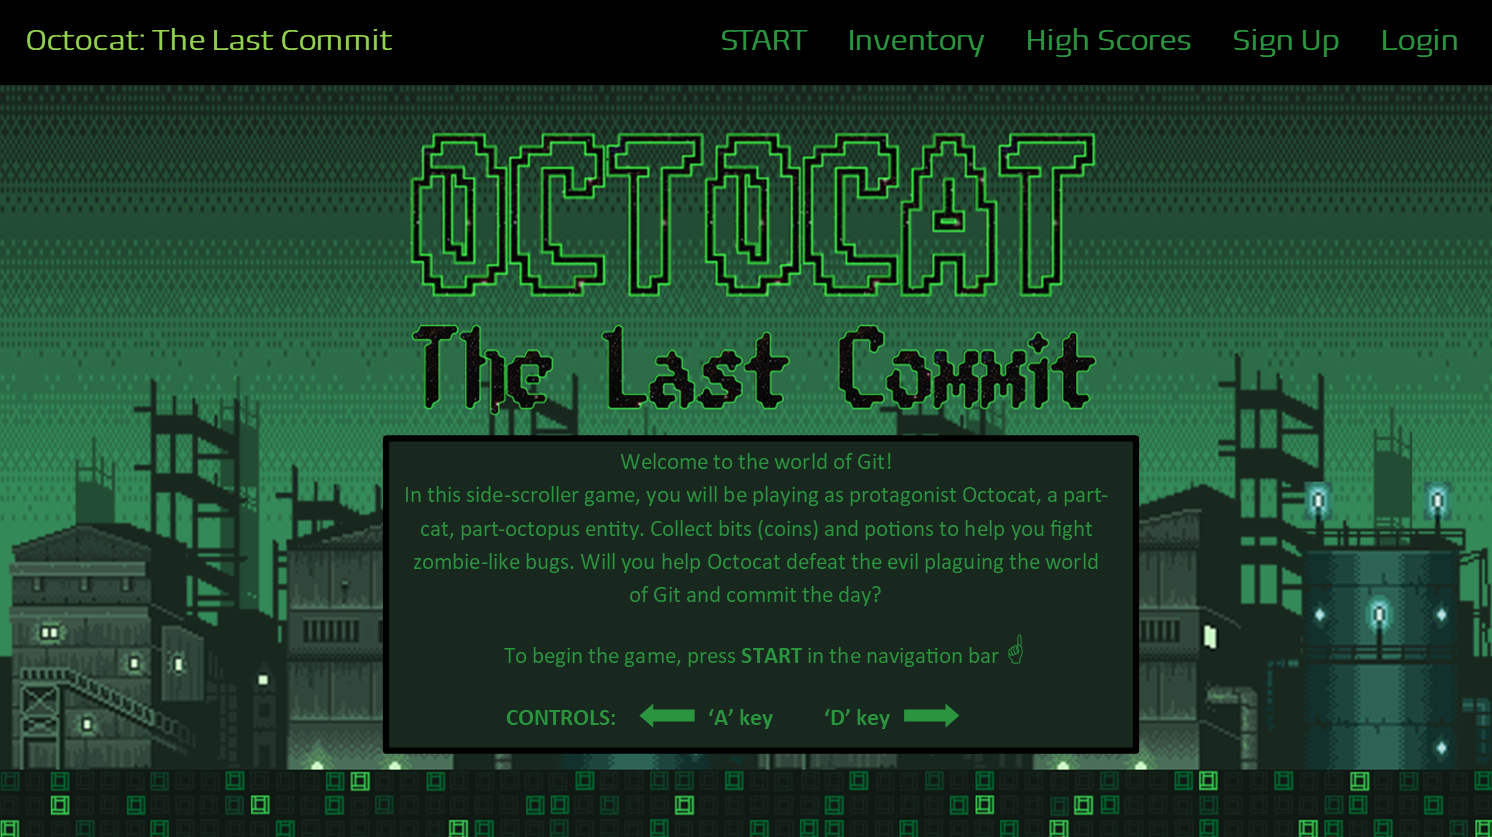 Octocat: The Last Commit
START Inventory High Scores Sign Up Login
OCTOCAT
The Last Commit
Welcome to the world of Git!
In this side-scroller game, you will be playing as protagonist Octocat, a part-
cat, part-octopus entity. Collect bits (coins) and potions to help you fight
zombie-like bugs. Will you help Octocat defeat the evil plaguing the world
of Git and commit the day?
To begin the game, press START in the navigation bar ☝
CONTROLS: ‘A’ key ‘D’ key